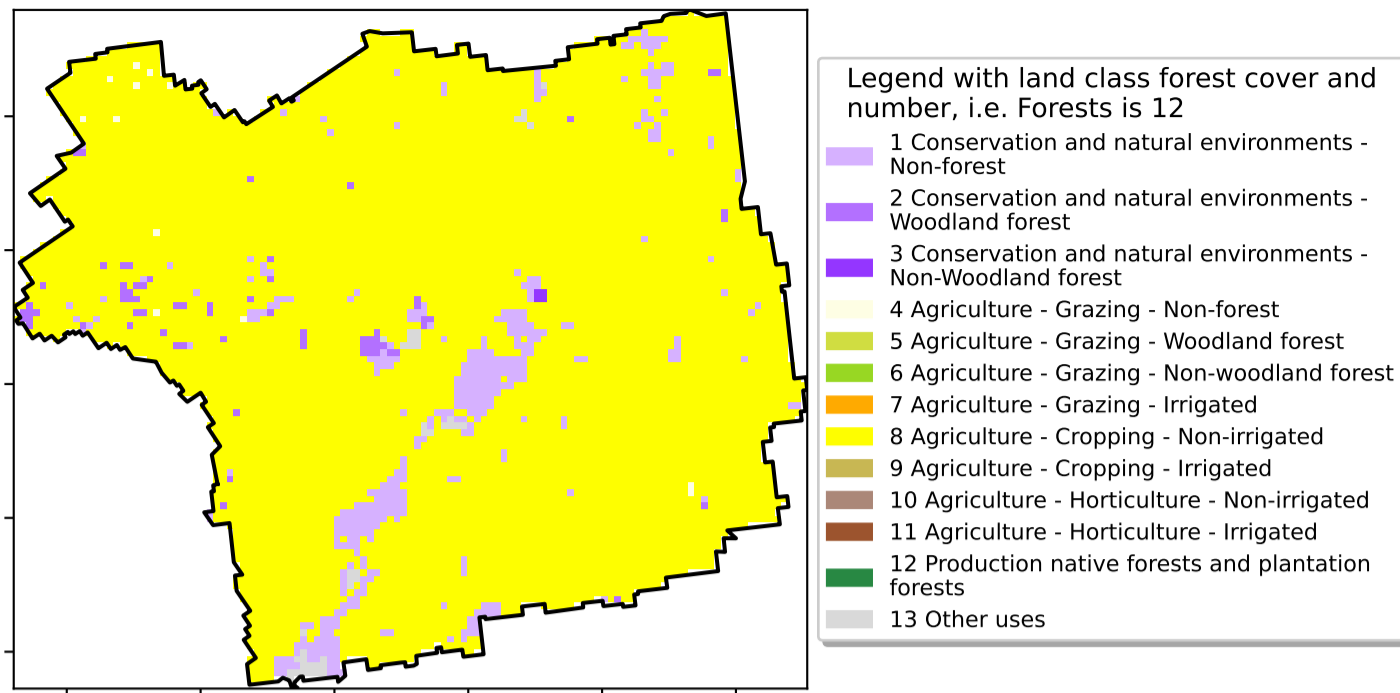 Legend with land class forest cover and
number, i.e. Forests is 12
1 Conservation and natural environments -
Non-forest
2 Conservation and natural environments -
Woodland forest
3 Conservation and natural environments -
Non-Woodland forest
4 Agriculture - Grazing - Non-forest
5 Agriculture - Grazing - Woodland forest
6 Agriculture - Grazing - Non-woodland forest
7 Agriculture - Grazing - Irrigated
8 Agriculture - Cropping - Non-irrigated
9 Agriculture - Cropping - Irrigated
10 Agriculture - Horticulture - Non-irrigated
11 Agriculture - Horticulture - Irrigated
12 Production native forests and plantation
forests
13 Other uses